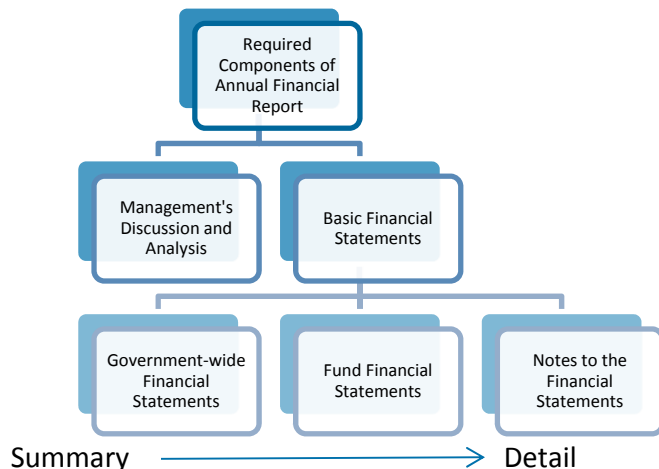 Required
Components of
Annual Financial
Report
Management's
Discussion and
Analysis
Basic Financial
Statements
Government-wide
Financial
Statements
Fund Financial
Statements
Notes to the
Financial
Statements
Summary
Detail